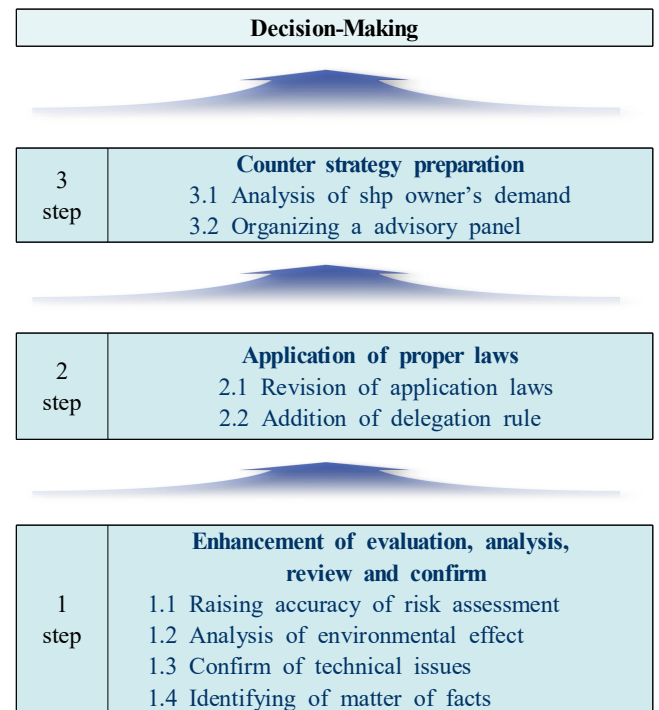 Decision-Making
3
step
Counter strategy preparation
3.1 Analysis of shp owner's demand
3.2 Organizing a advisory panel
2
step
Application of proper laws
2.1 Revision of application laws
2.2 Addition of delegation rule
1
step
Enhancement of evaluation, analysis,
review and confirm
1.1 Raising accuracy of risk assessment
1.2 Analysis of environmental effect
1.3 Confirm of technical issues
1.4 Identifying of matter of facts